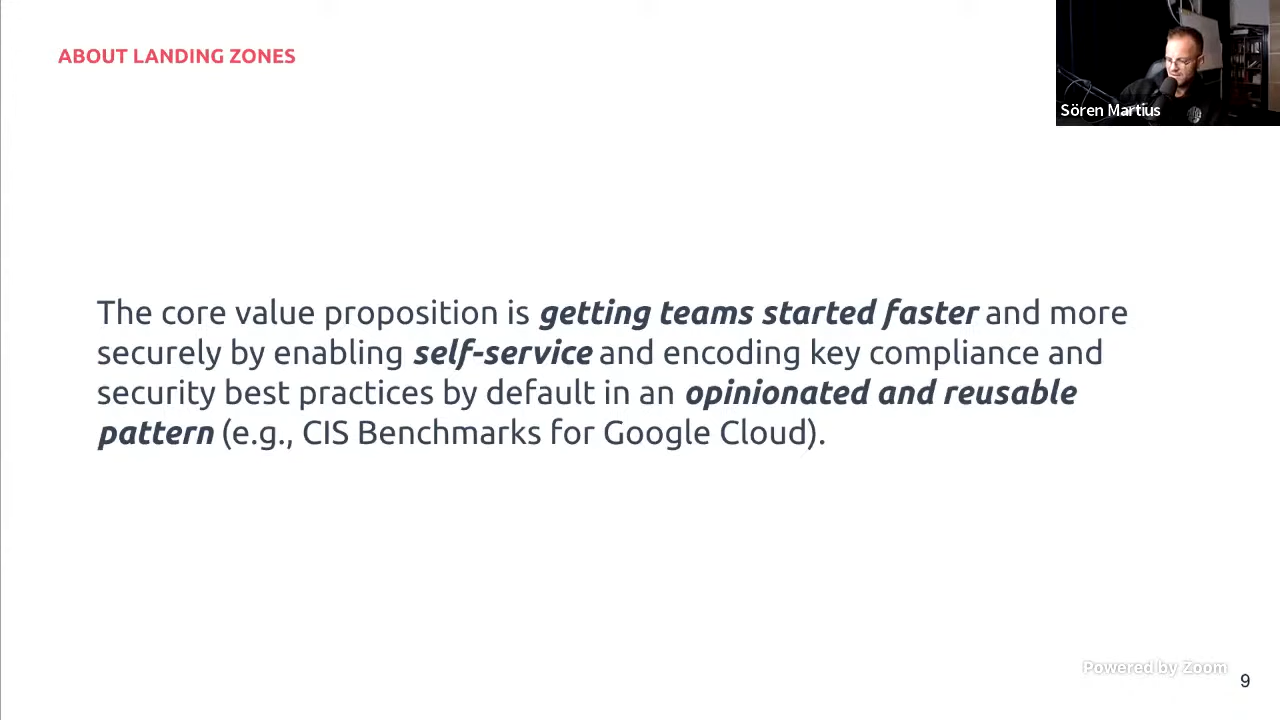 ABOUT LANDING ZONES
Sören Martius
The core value proposition is getting teams started faster and more
securely by enabling self-service and encoding key compliance and
security best practices by default in an opinionated and reusable
pattern (e.g., CIS Benchmarks for Google Cloud).
Powered by Zoom
9